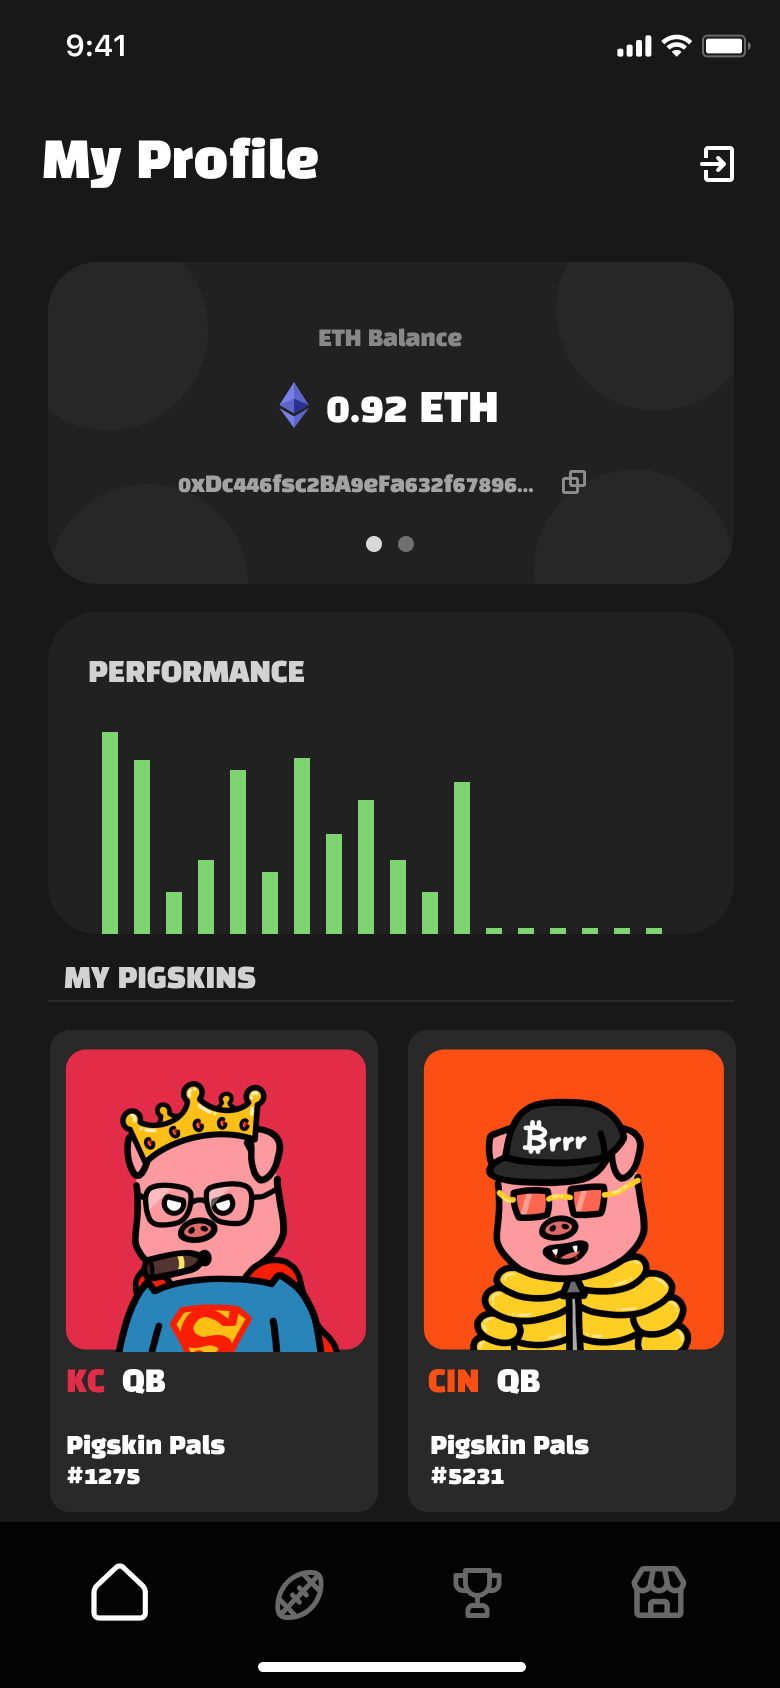 9:41
My Profile
ETH Balance
0.92 ETH
0xDc446fsc2BA9eFa632f67896...
PERFORMANCE
MY PIGSKINS
₿rrr
S
KC QB
CIN QB
Pigskin Pals
#1275
Pigskin Pals
#5231